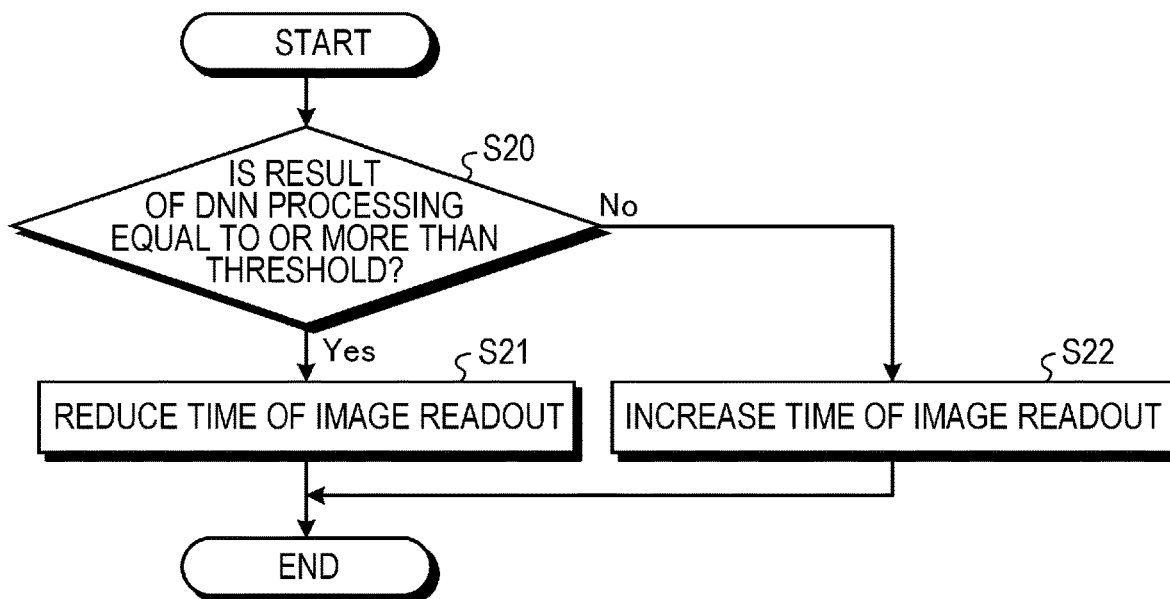 START
S20
IS RESULT
OF DNN PROCESSING
EQUAL TO OR MORE THAN
THRESHOLD?
No
Yes
S21
REDUCE TIME OF IMAGE READOUT
S22
INCREASE TIME OF IMAGE READOUT
END